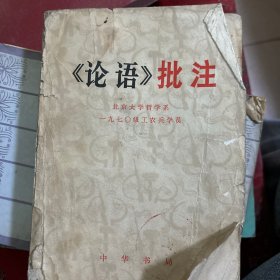 《论语》批注
北京大学哲学系
一九七〇级工农兵学员
中华书局